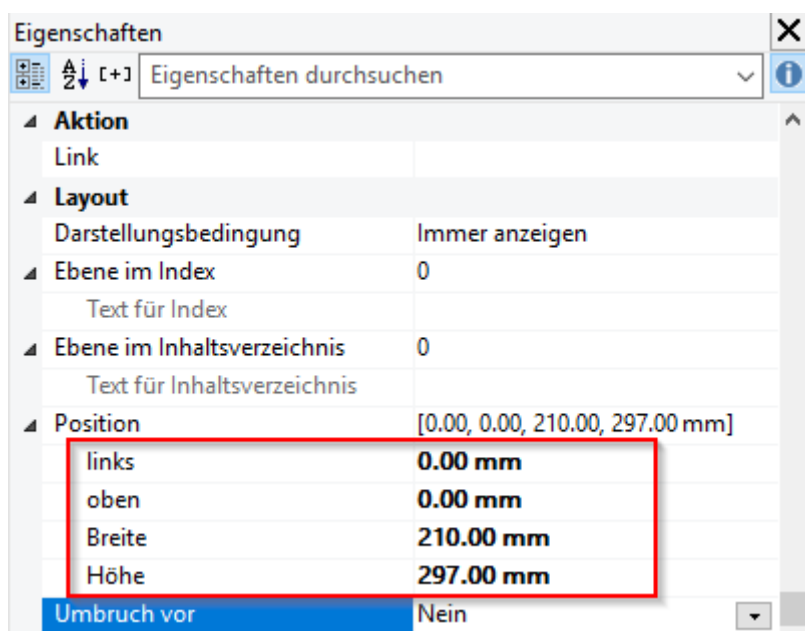 Eigenschaften
Eigenschaften durchsuchen
Aktion
Link
Layout
Darstellungsbedingung Immer anzeigen
Ebene im Index 0
Text für Index
Ebene im Inhaltsverzeichnis 0
Text für Inhaltsverzeichnis
Position [0.00, 0.00, 210.00, 297.00 mm]
links 0.00 mm
oben 0.00 mm
Breite 210.00 mm
Höhe 297.00 mm
Umbruch vor Nein